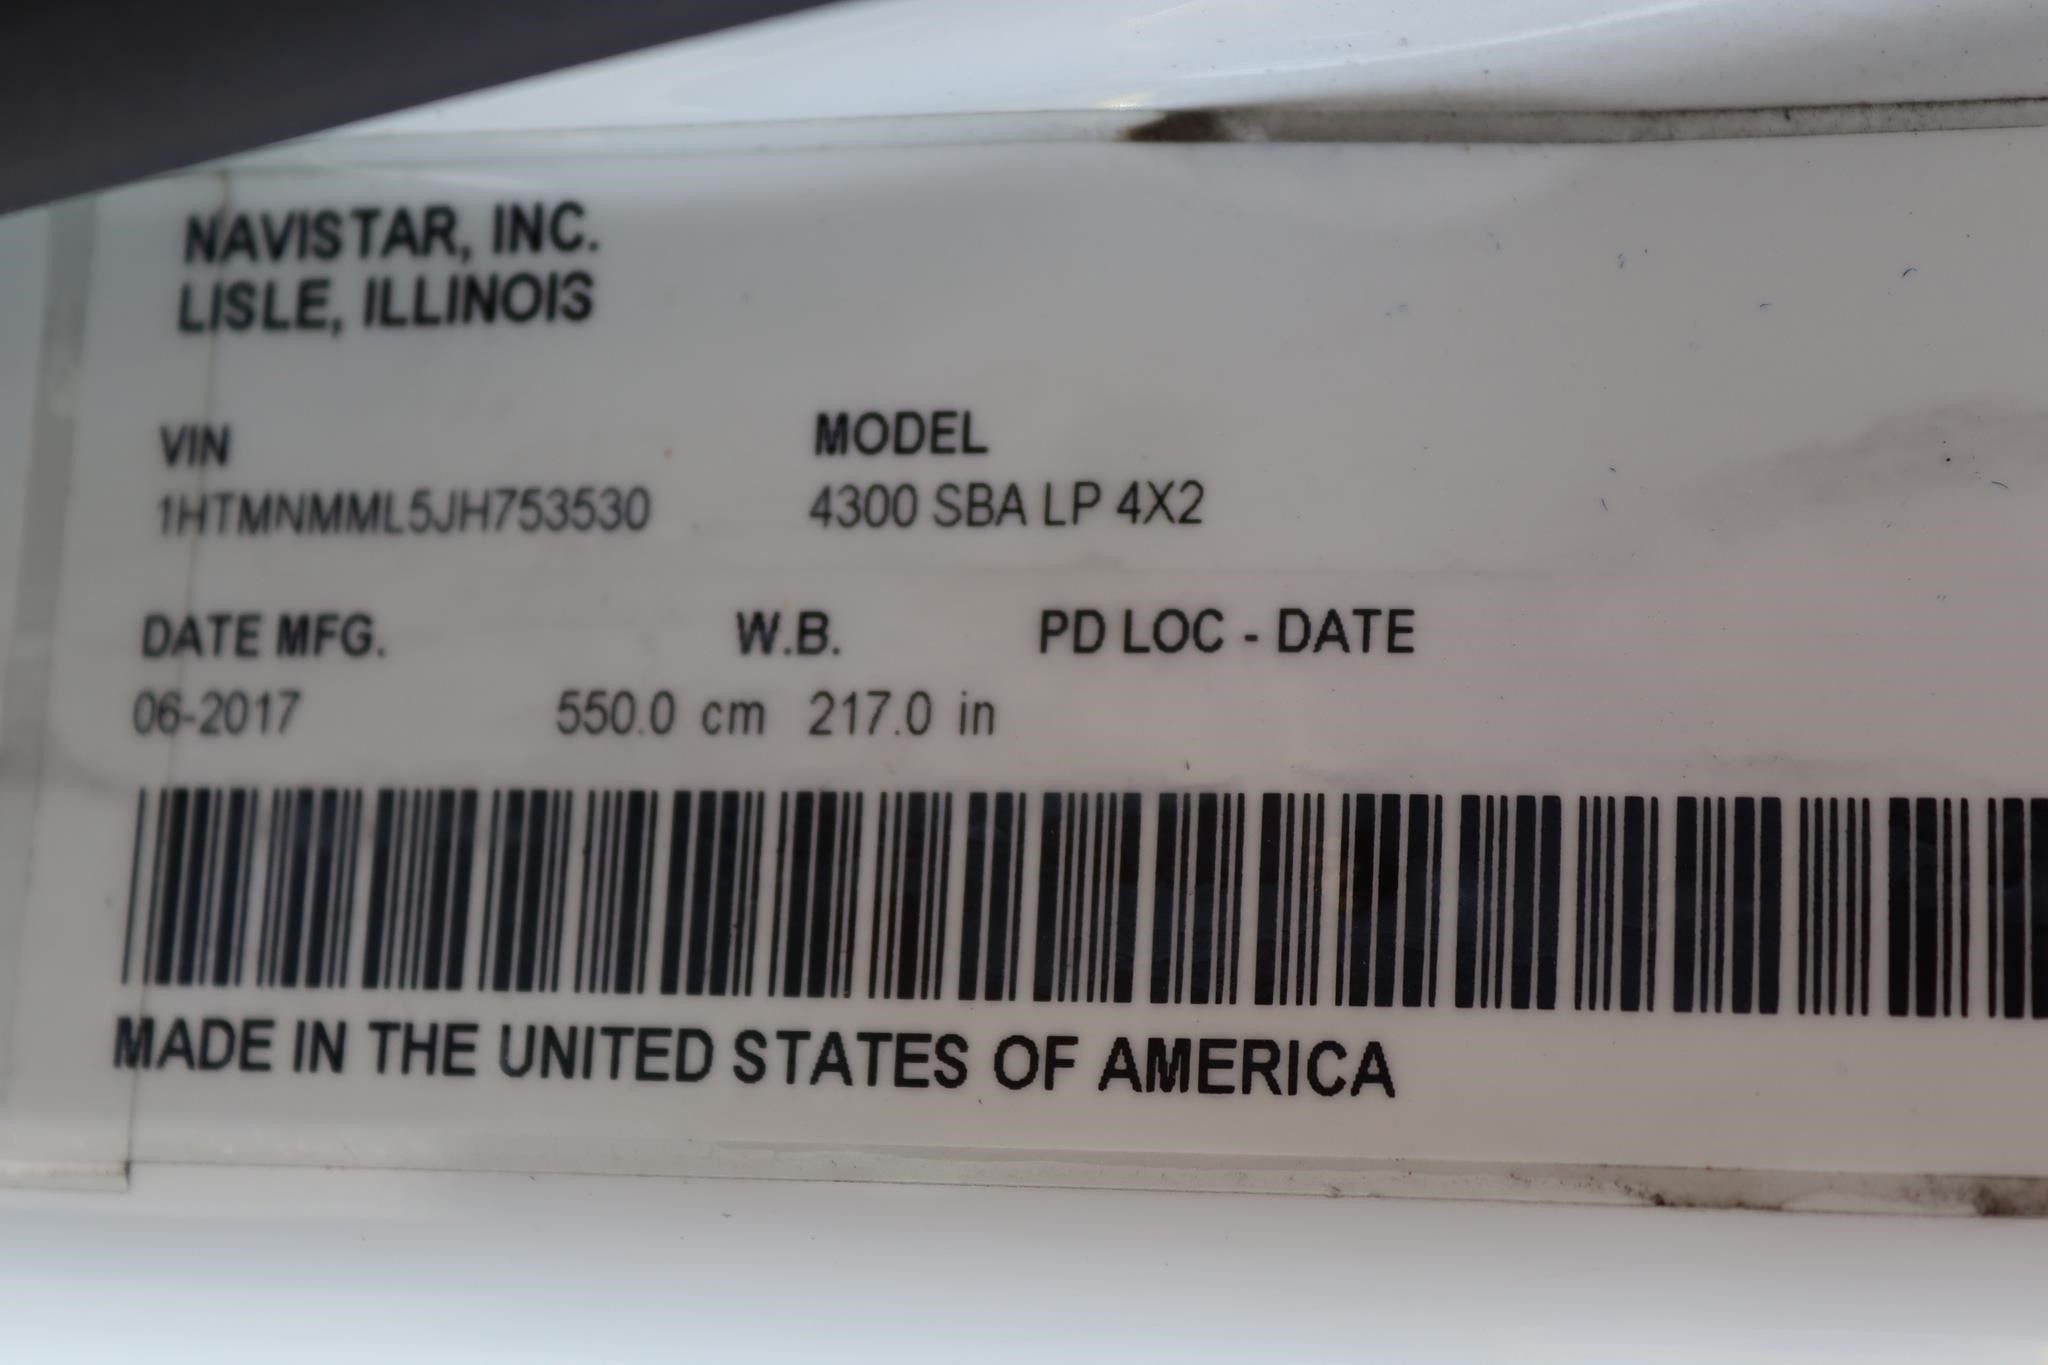 NAVISTAR, INC.
LISLE, ILLINOIS
VIN MODEL
1HTMNMML5JH753530 4300 SBA LP 4X2
DATE MFG. W.B. PD LOC - DATE
06-2017 550.0 cm 217.0 in
MADE IN THE UNITED STATES OF AMERICA